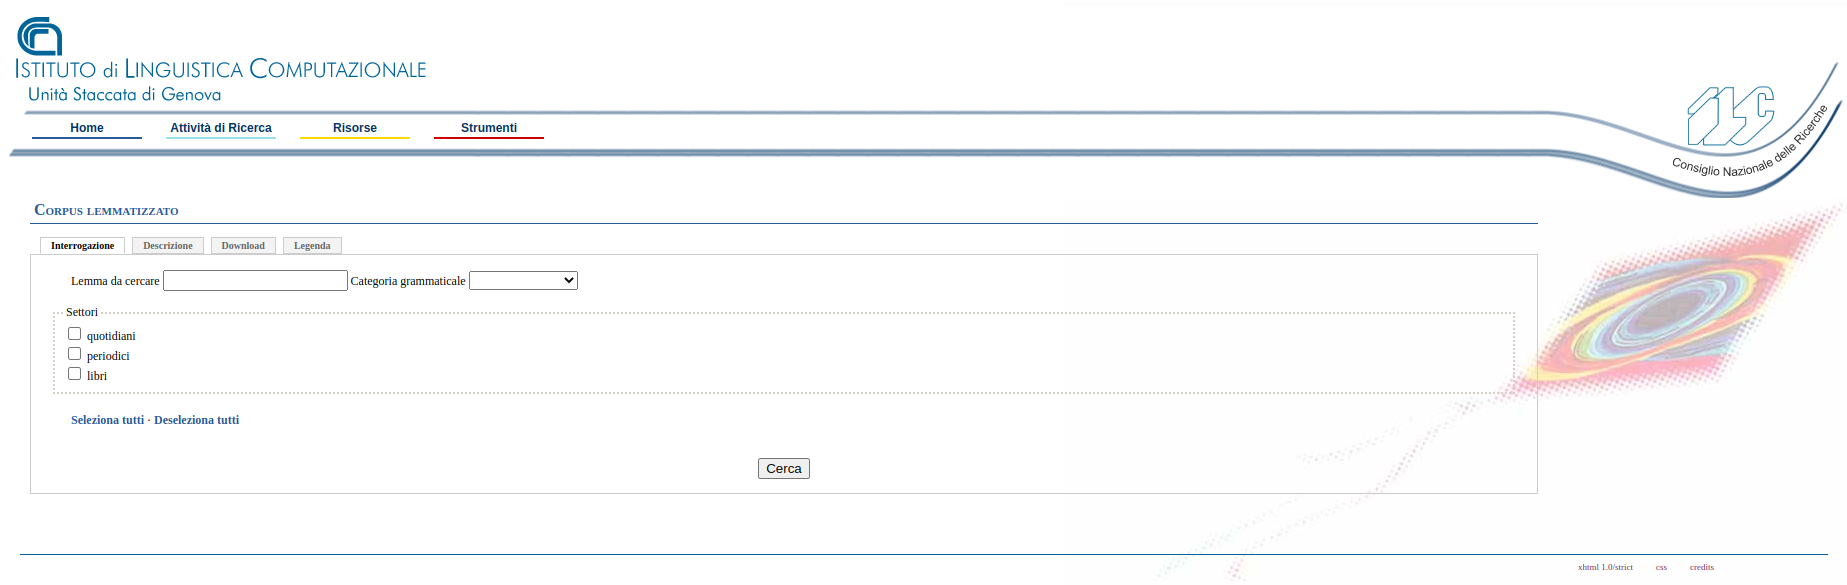 ISTITUTO di LINGUISTICA COMPUTAZIONALE
Unità Staccata di Genova
Home Attività di Ricerca Risorse Strumenti
ILC
Consiglio Nazionale delle Ricerche
Corpus lemmatizzato
Interrogazione Descrizione Download Legenda
Lemma da cercare Categoria grammaticale
Settori
quotidiani
periodici
libri
Seleziona tutti · Deseleziona tutti
Cerca
xhtml 1.0/strict css credits